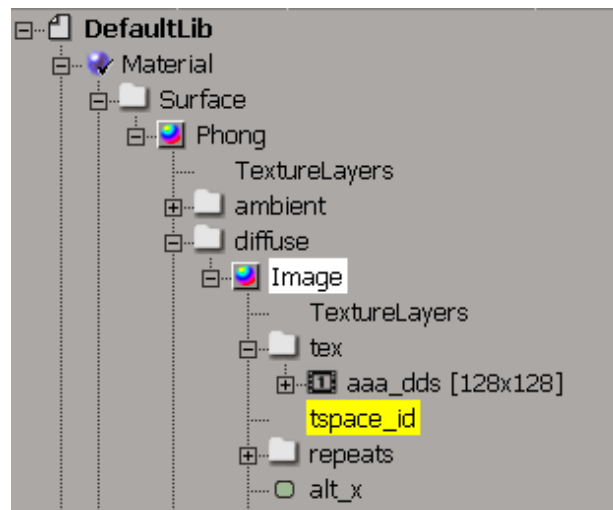 DefaultLib
Material
Surface
Phong
TextureLayers
ambient
diffuse
Image
TextureLayers
tex
aaa_dds [128x128]
tspace_id
repeats
alt_x